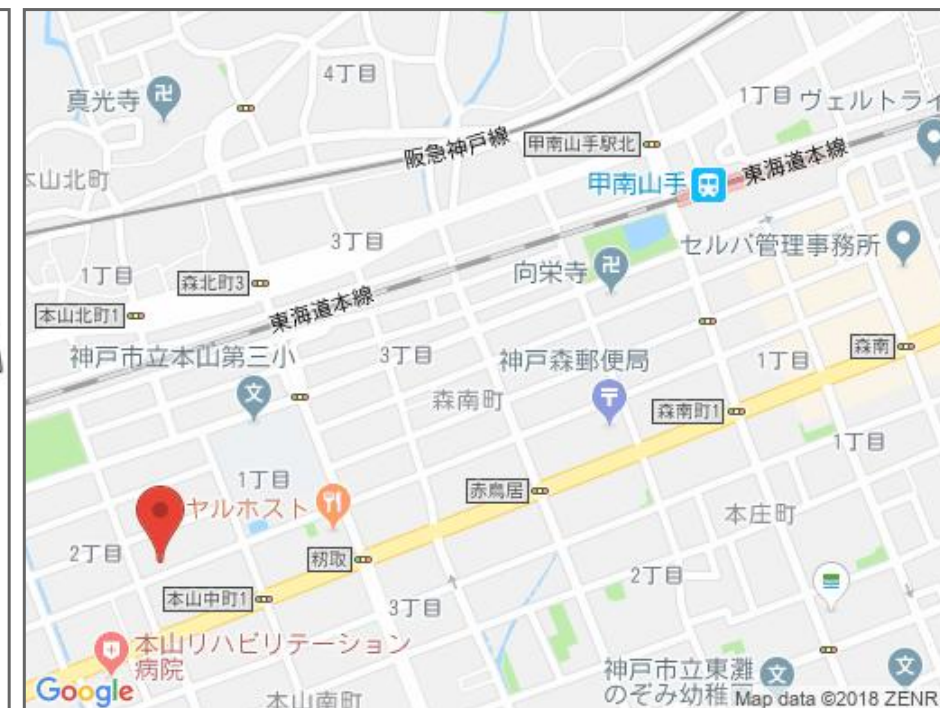 4丁目
真光寺
1丁目 ヴェルトライ
阪急神戸線
甲南山手駅北
東海道本線
甲南山手
本山北町
3丁目
セルバ管理事務所
向栄寺
1丁目
森北町3
東海道本線
本山北町1
神戸市立本山第三小
3丁目
神戸森郵便局
1丁目
森南
森南町
森南町1
1丁目
1丁目
赤鳥居
ヤルホスト
本庄町
2丁目
籾取
2丁目
本山中町1
3丁目
本山リハビリテーション
病院
神戸市立東灘
のぞみ幼稚園
Google
本山南町
Map data ©2018 ZENR